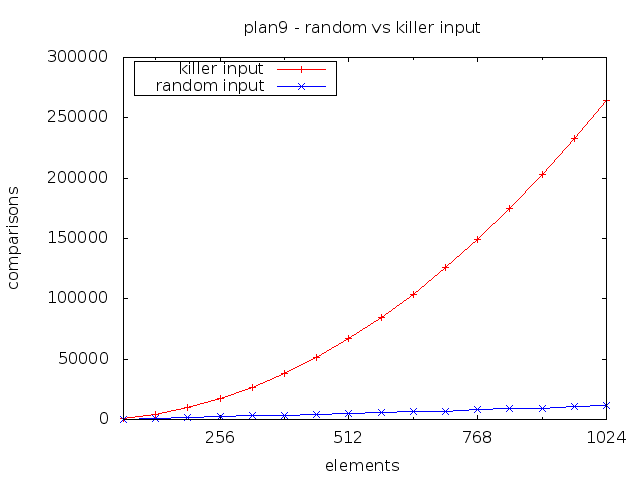 plan9 - random vs killer input
killer input
random input
300000
250000
200000
150000
100000
50000
0
comparisons
256 512 768 1024
elements